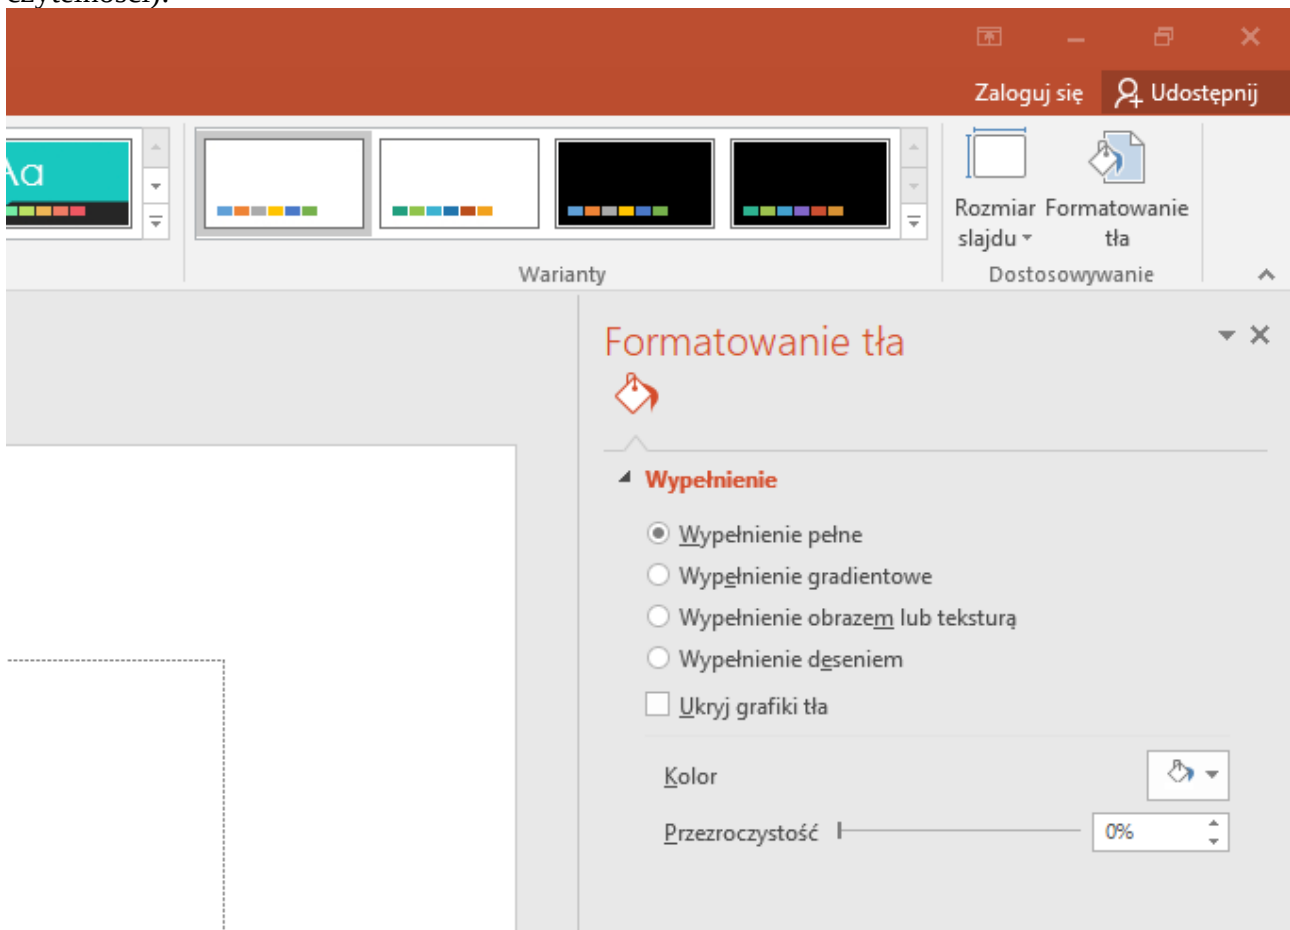 czytelności).
Zaloguj się Udostępnij
Aa
Rozmiar slajdu
Formatowanie tła
Warianty
Dostosowywanie
Formatowanie tła
Wypełnienie
Wypełnienie pełne
Wypełnienie gradientowe
Wypełnienie obrazem lub teksturą
Wypełnienie deseniem
Ukryj grafiki tła
Kolor
Przezroczystość 0%